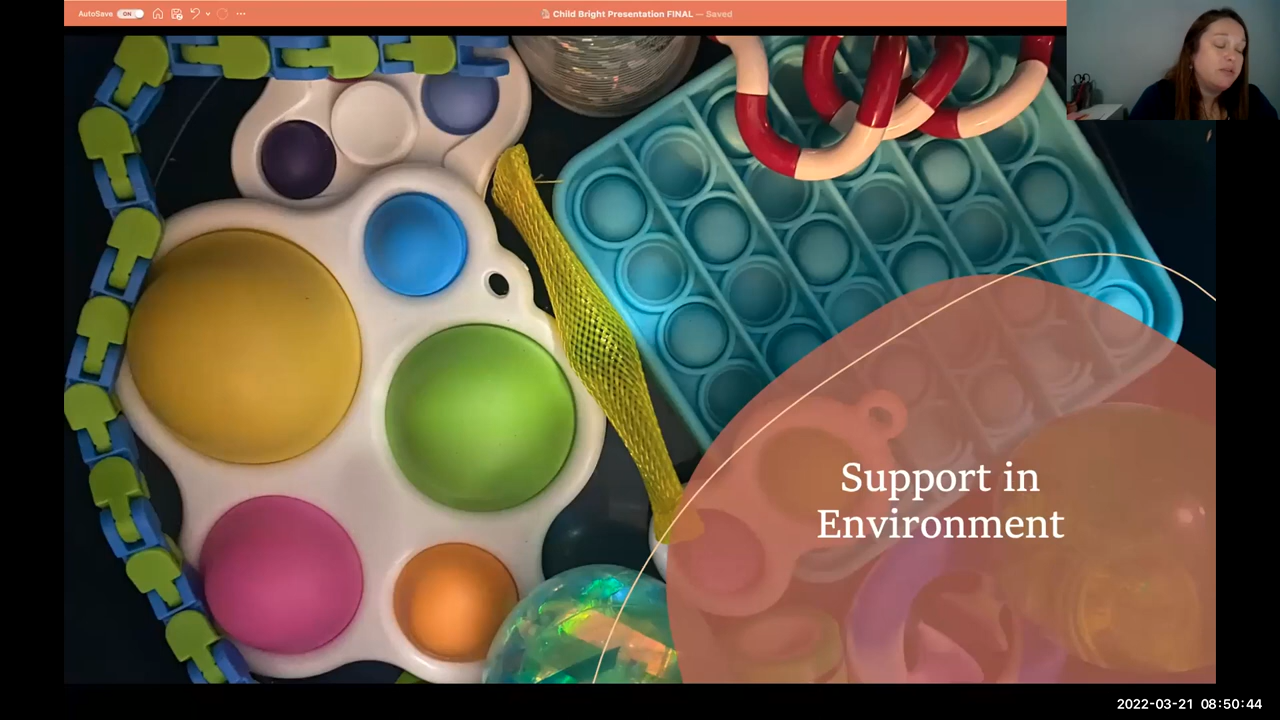 AutoSave ON Child Bright Presentation FINAL — Saved
Support in
Environment
2022-03-21 08:50:44